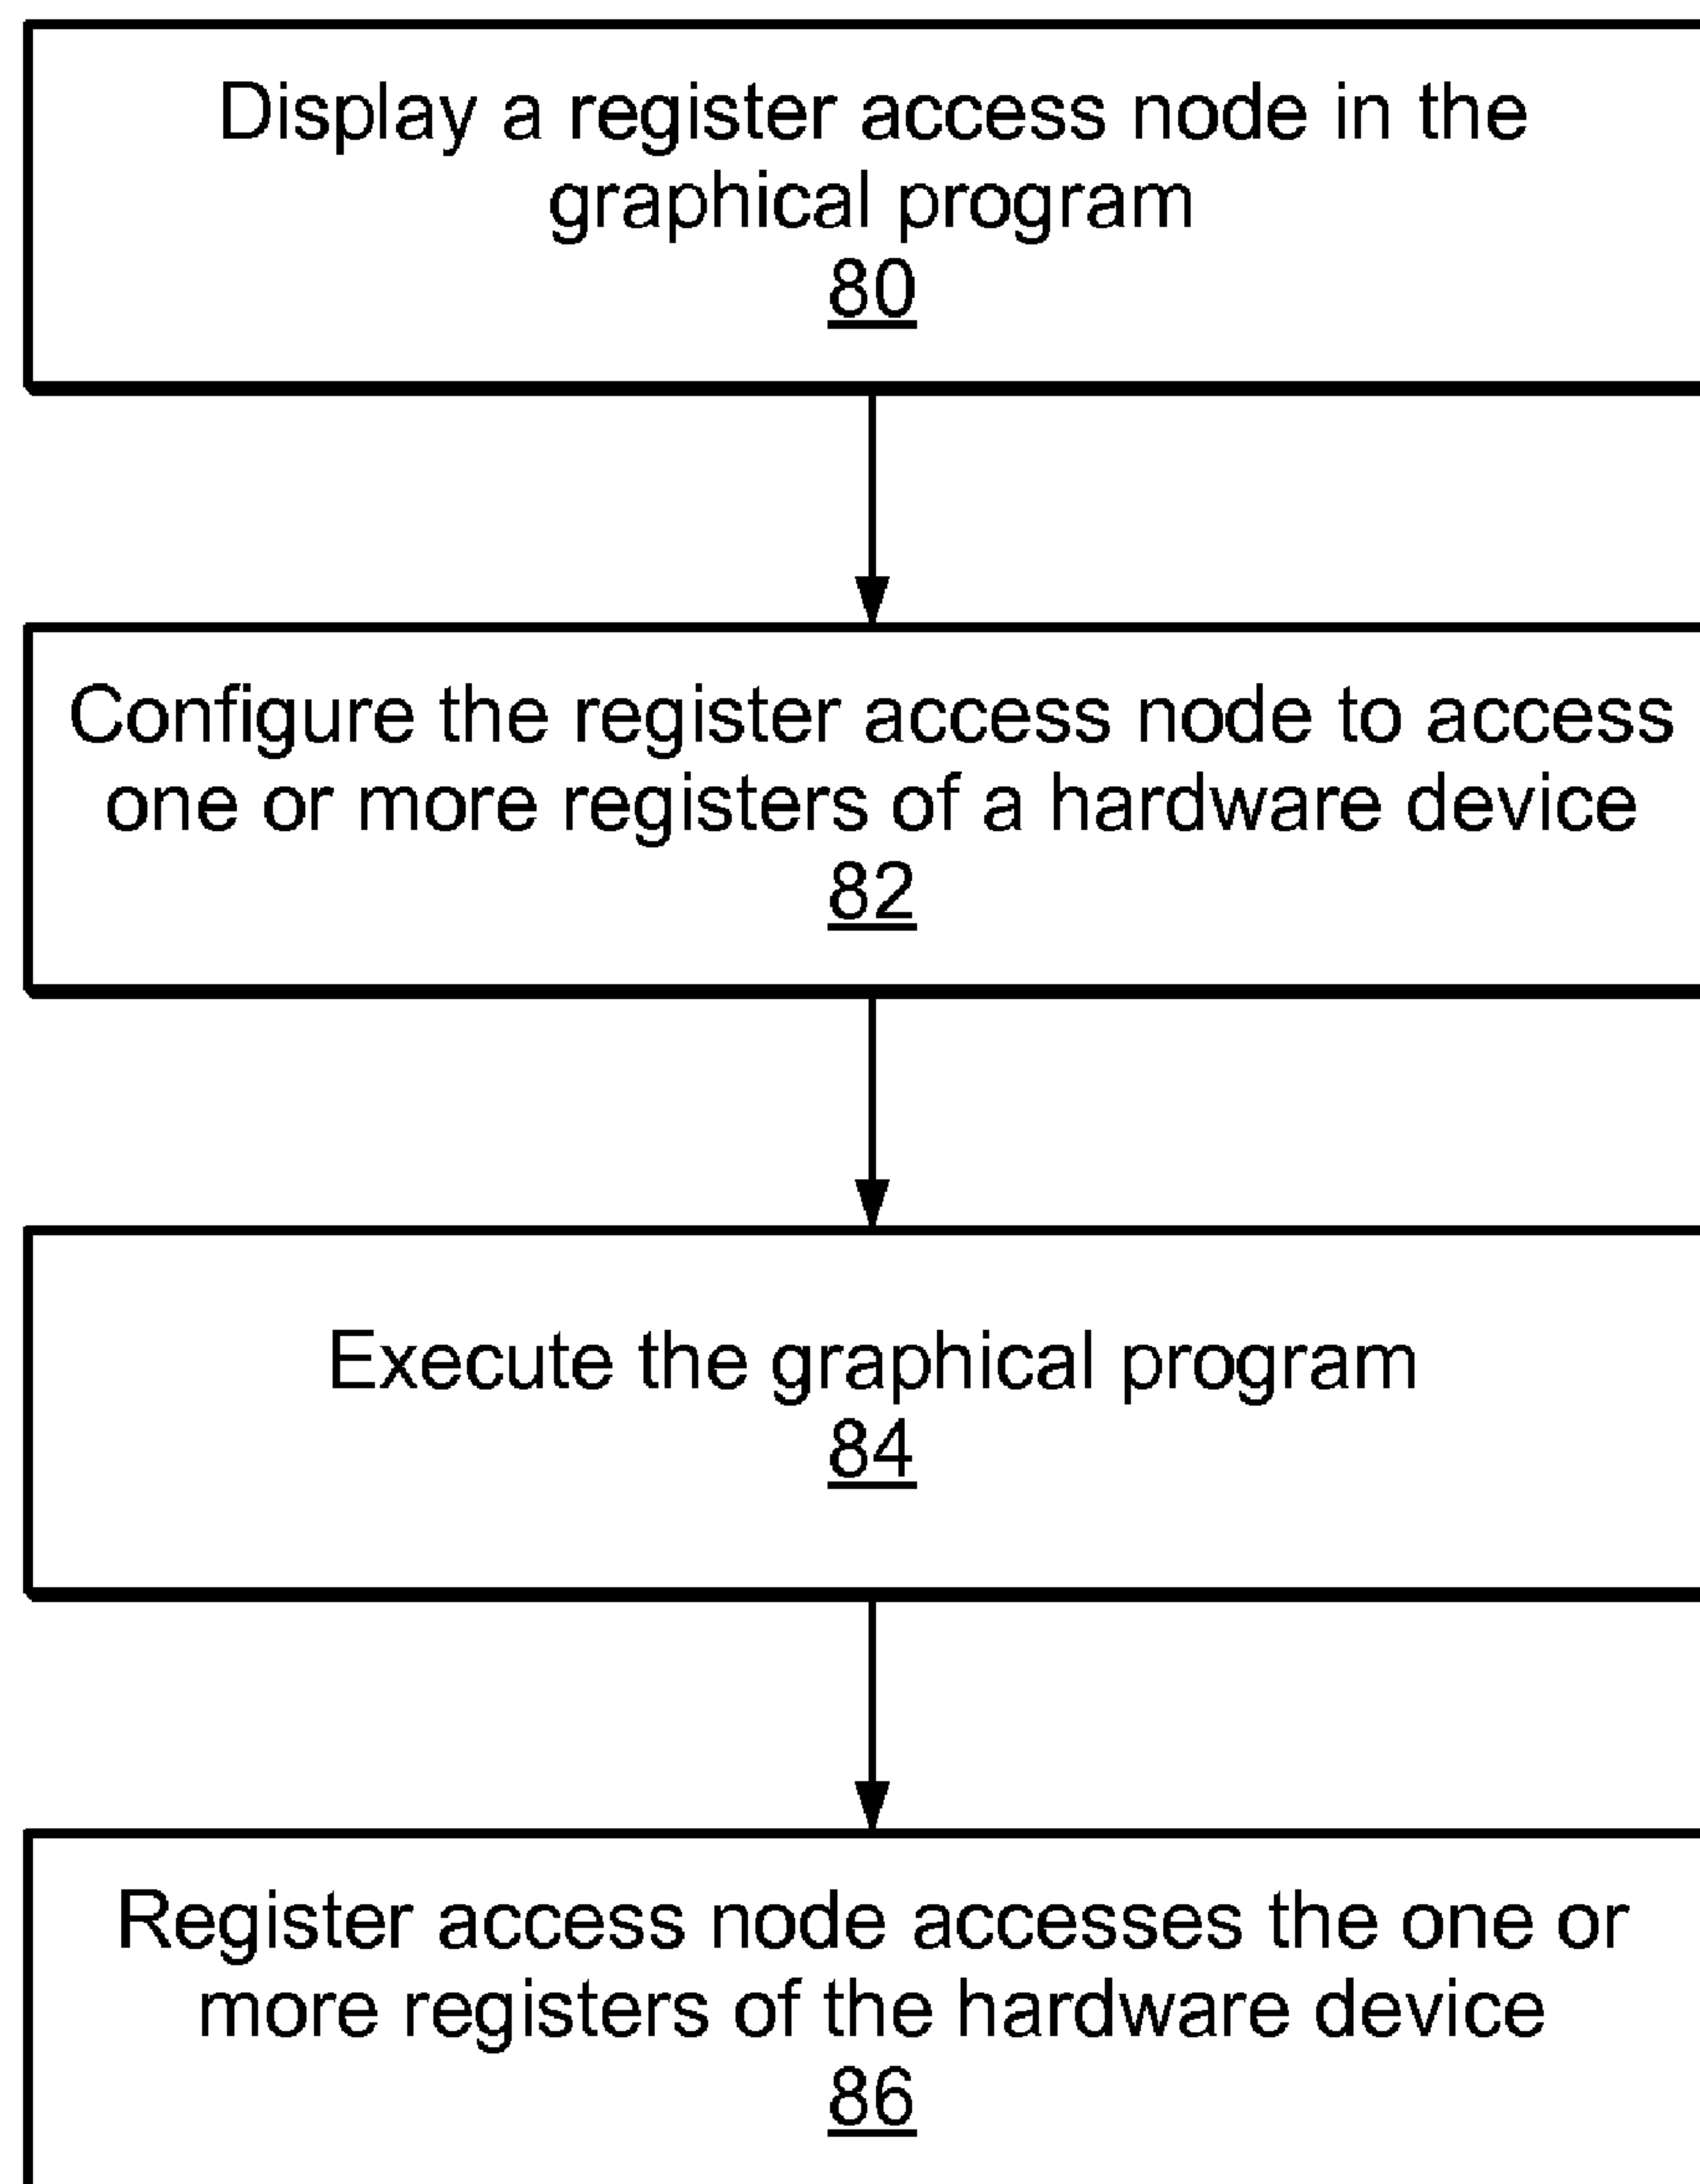 Display a register access node in the
graphical program
80
Configure the register access node to access
one or more registers of a hardware device
82
Execute the graphical program
84
Register access node accesses the one or
more registers of the hardware device
86